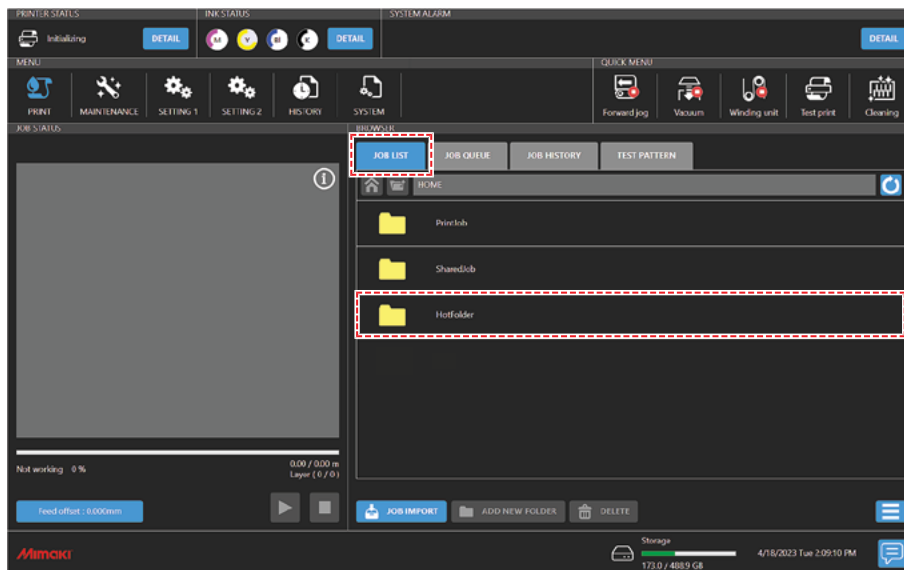 PRINTER STATUS
INK STATUS
SYSTEM ALARM
Initializing
DETAIL
M
Y
Bl
K
DETAIL
DETAIL
MENU
QUICK MENU
PRINT
MAINTENANCE
SETTING 1
SETTING 2
HISTORY
SYSTEM
Forward jog
Vacuum
Winding unit
Test print
Cleaning
JOB STATUS
BROWSER
JOB LIST
JOB QUEUE
JOB HISTORY
TEST PATTERN
HOME
PrintJob
SharedJob
HotFolder
Not working 0 %
0.00 / 0.00 m
Layer ( 0 / 0 )
Feed offset : 0.000mm
JOB IMPORT
ADD NEW FOLDER
DELETE
Mimaki
Storage
173.0 / 488.9 GB
4/18/2023 Tue 2:09:10 PM